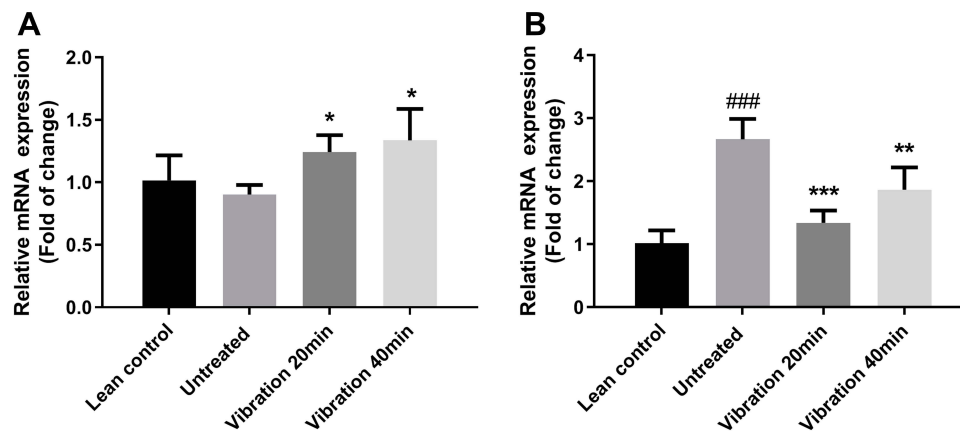 A
Relative mRNA expression
(Fold of change)
2.0
1.5
1.0
0.5
0.0
*
*
Lean control
Untreated
Vibration 20min
Vibration 40min
B
Relative mRNA expression
(Fold of change)
4
3
2
1
0
###
***
**
Lean control
Untreated
Vibration 20min
Vibration 40min